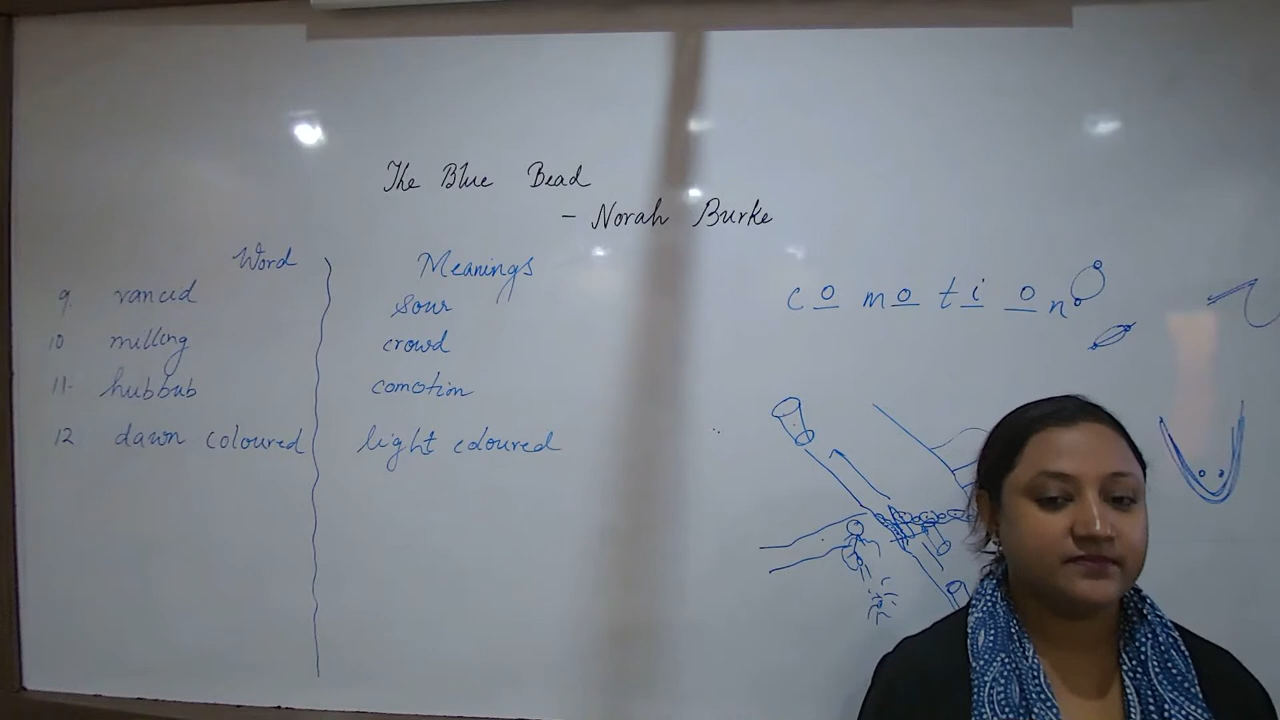 The Blue Bead
- Norah Burke
Word Meanings
9. rancid sour
10 milling crowd
11. hubbub comotion
12 dawn coloured light coloured
c o m o t i o n